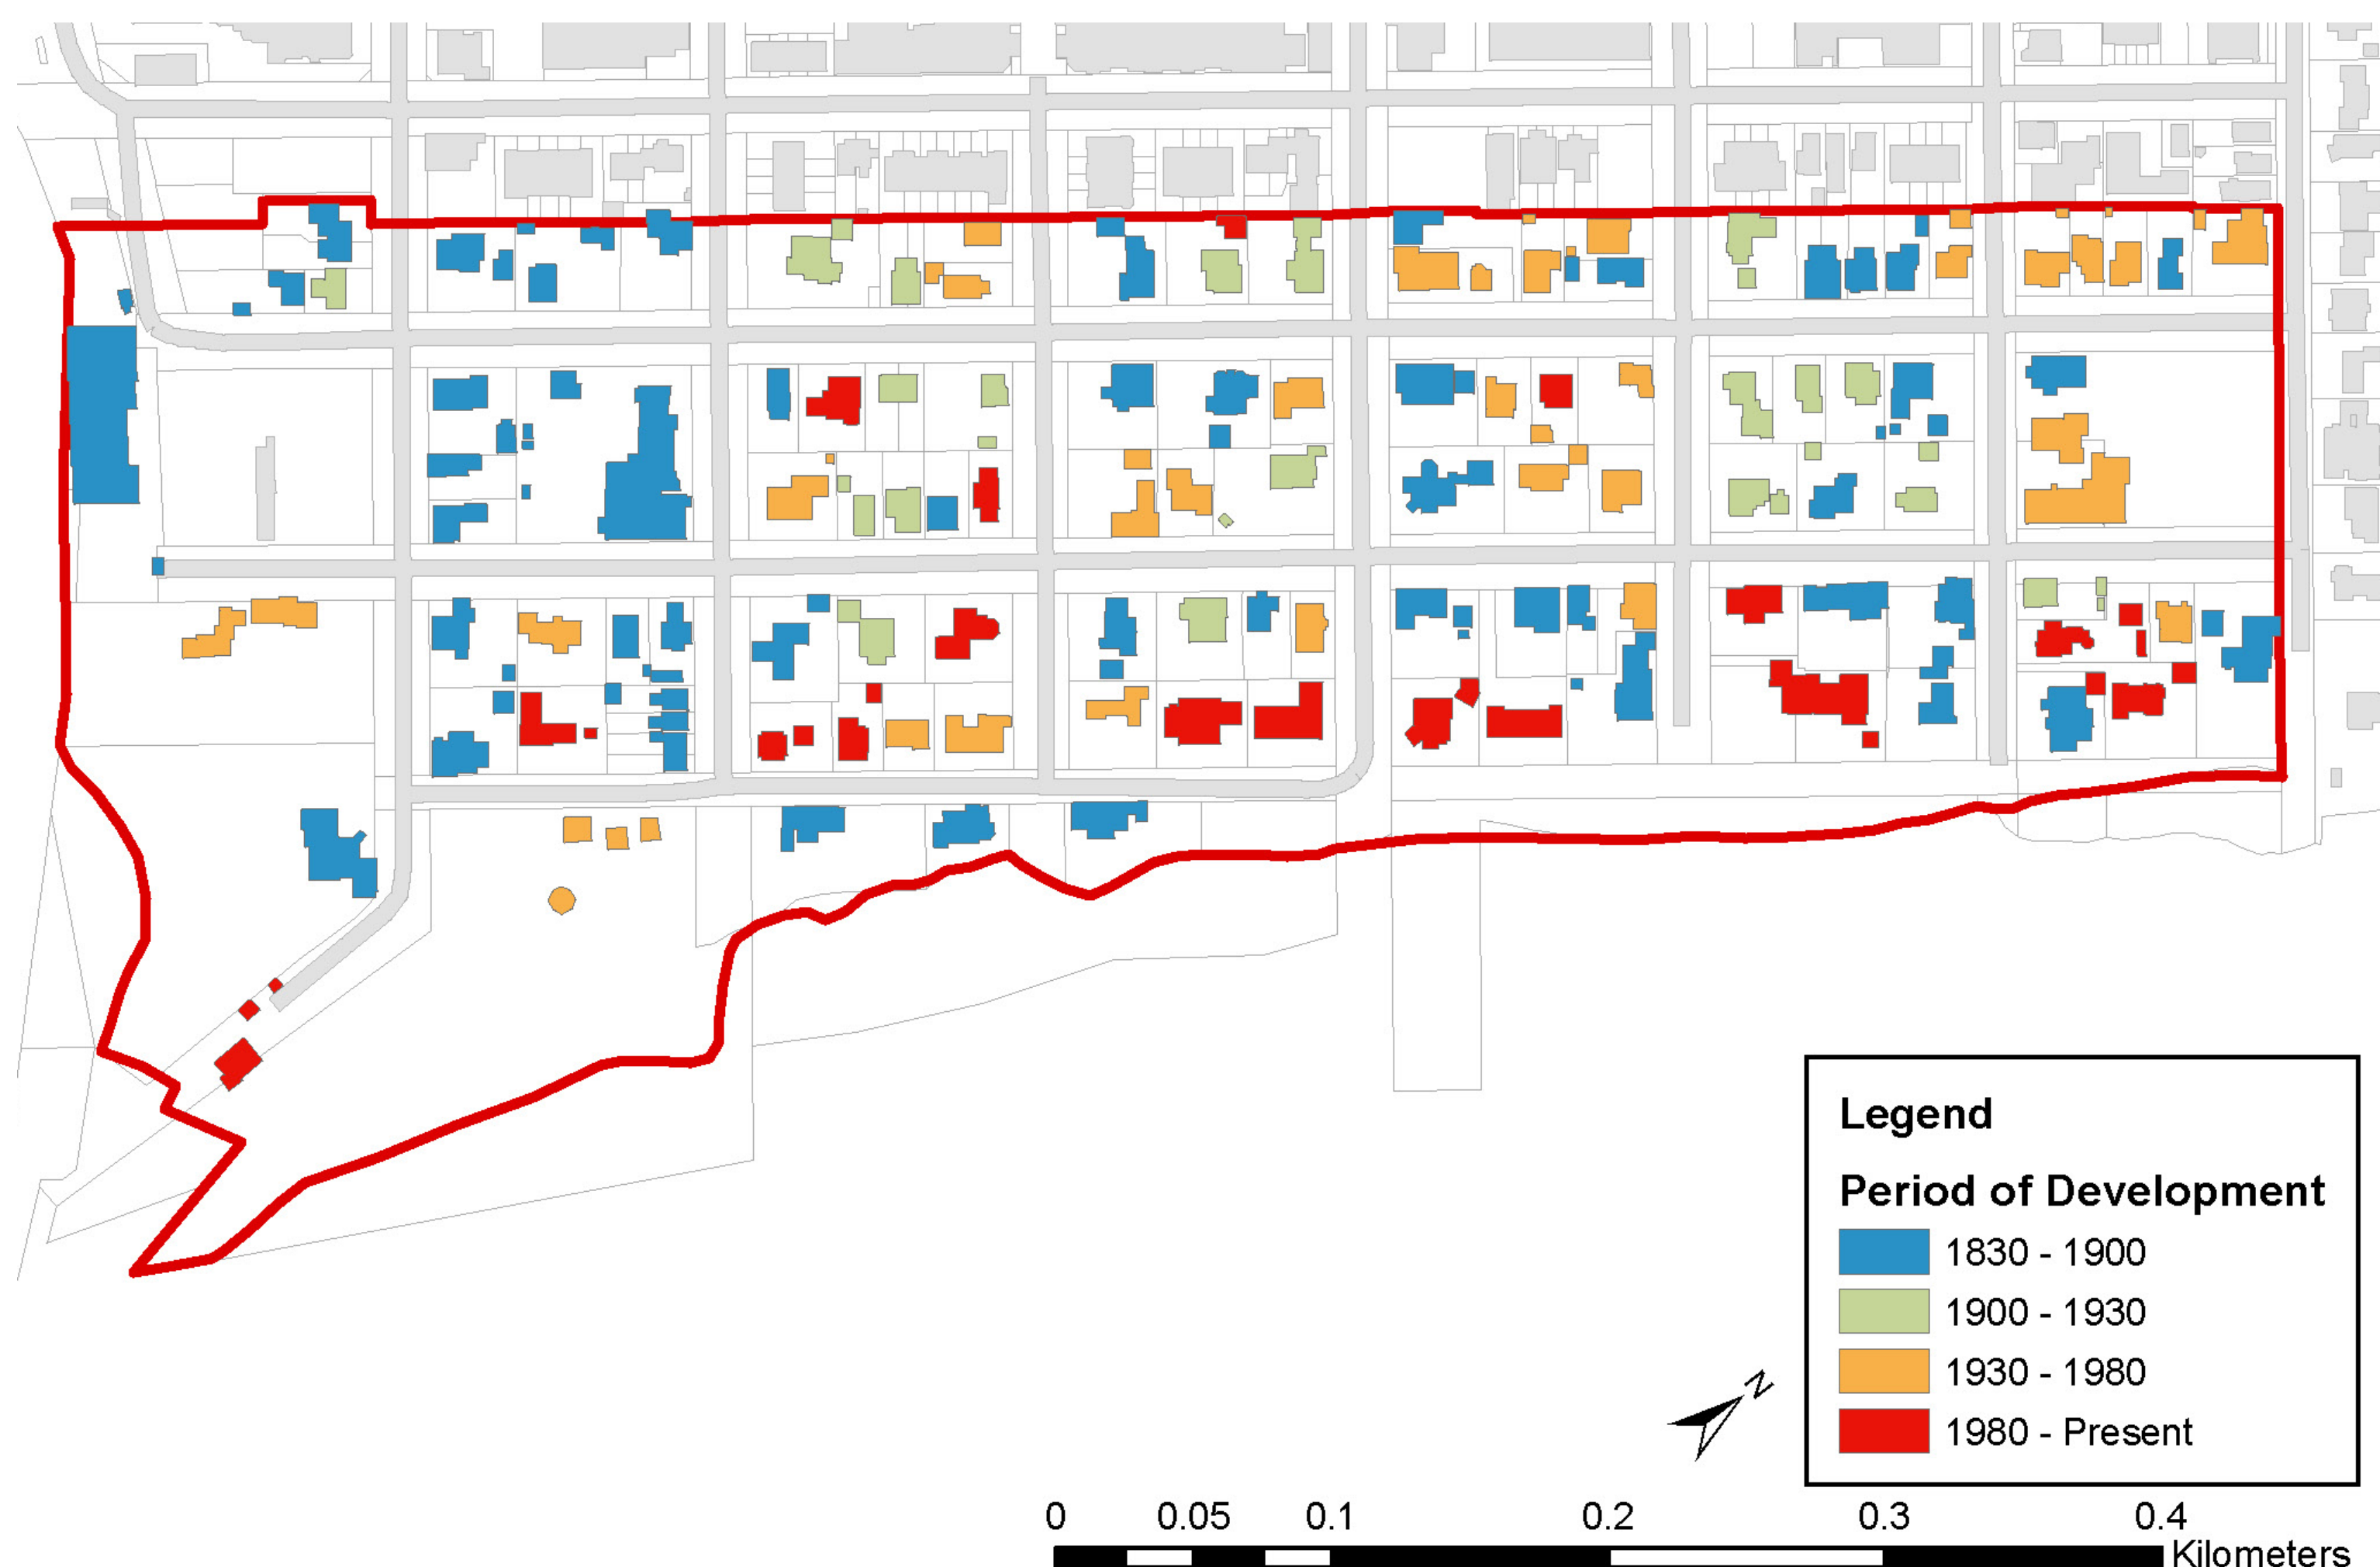 Legend
Period of Development
1830 - 1900
1900 - 1930
1930 - 1980
1980 - Present
N
0 0.05 0.1 0.2 0.3 0.4
Kilometers